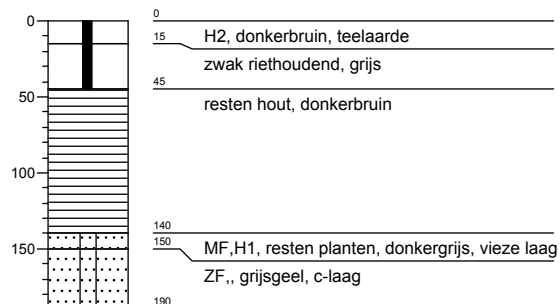 0
0
15
H2, donkerbruin, teelaarde
zwak riethoudend, grijs
45
50
resten hout, donkerbruin
100
140
150
150
MF,H1, resten planten, donkergrijs, vieze laag
ZF,, grijsgeel, c-laag
190